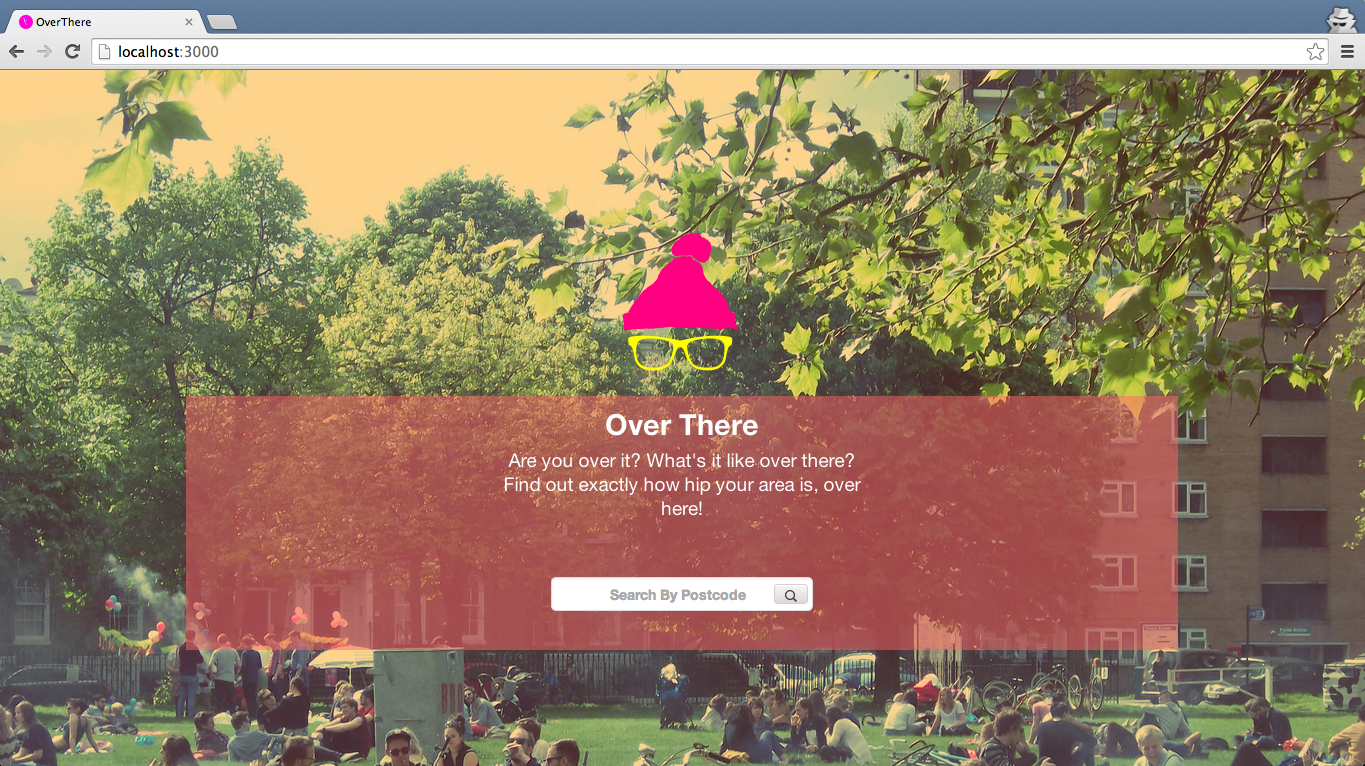 OverThere
localhost:3000
Over There
Are you over it? What's it like over there?
Find out exactly how hip your area is, over
here!
Search By Postcode